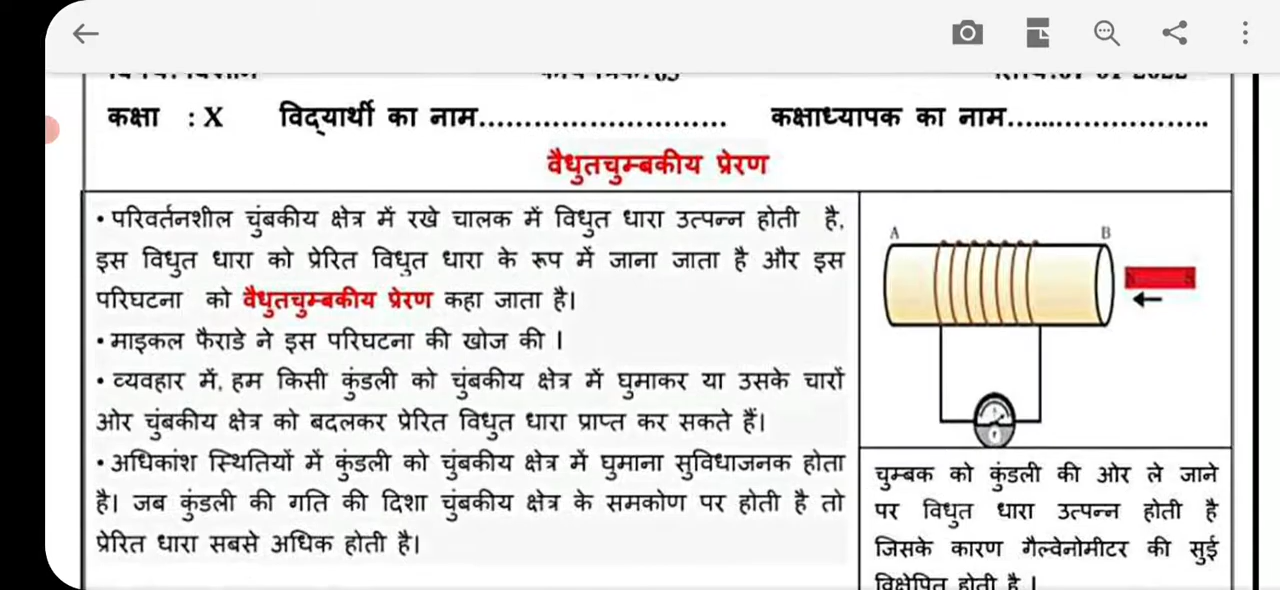 कक्षा : X विद्यार्थी का नाम........................... कक्षाध्यापक का नाम......................
वैधुतचुम्बकीय प्रेरण
• परिवर्तनशील चुंबकीय क्षेत्र में रखे चालक में विधुत धारा उत्पन्न होती है,
इस विधुत धारा को प्रेरित विधुत धारा के रूप में जाना जाता है और इस
परिघटना को वैधुतचुम्बकीय प्रेरण कहा जाता है।
• माइकल फैराडे ने इस परिघटना की खोज की ।
• व्यवहार में, हम किसी कुंडली को चुंबकीय क्षेत्र में घुमाकर या उसके चारों
ओर चुंबकीय क्षेत्र को बदलकर प्रेरित विधुत धारा प्राप्त कर सकते हैं।
• अधिकांश स्थितियों में कुंडली को चुंबकीय क्षेत्र में घुमाना सुविधाजनक होता
है। जब कुंडली की गति की दिशा चुंबकीय क्षेत्र के समकोण पर होती है तो
प्रेरित धारा सबसे अधिक होती है।
A B
N S
चुम्बक को कुंडली की ओर ले जाने
पर विधुत धारा उत्पन्न होती है
जिसके कारण गैल्वेनोमीटर की सुई
विक्षेपित होती है ।